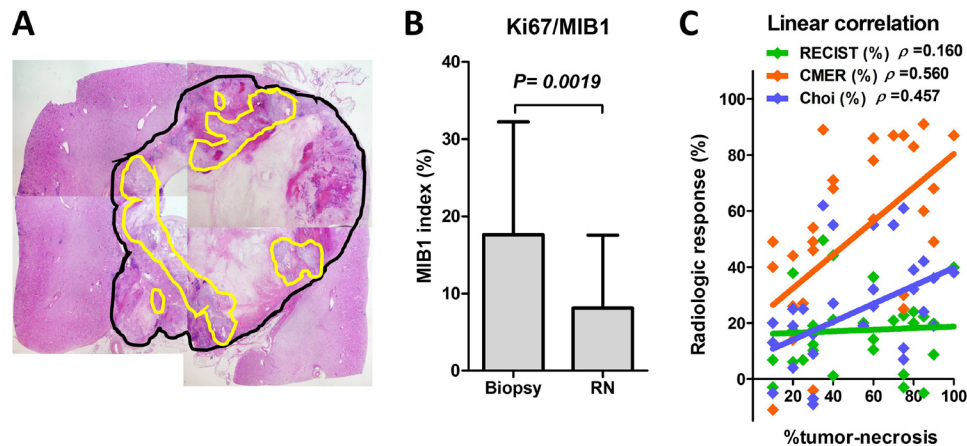 A
B
Ki67/MIB1
P= 0.0019
MIB1 index (%)
40
30
20
10
0
Biopsy
RN
C
Linear correlation
RECIST (%) ρ=0.160
CMER (%) ρ=0.560
Choi (%) ρ=0.457
Radiologic response (%)
100
80
60
40
20
0
20
40
60
80
100
%tumor-necrosis